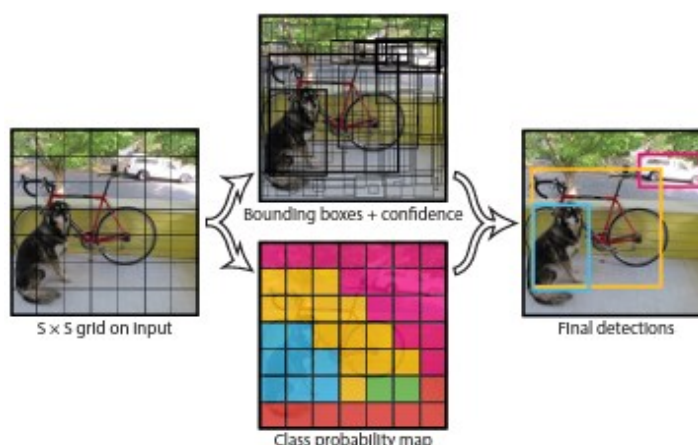 S × S grid on input
Bounding boxes + confidence
Class probability map
Final detections